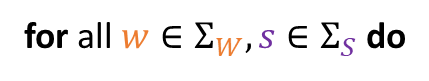 for all w ∈ Σ_W, s ∈ Σ_S do